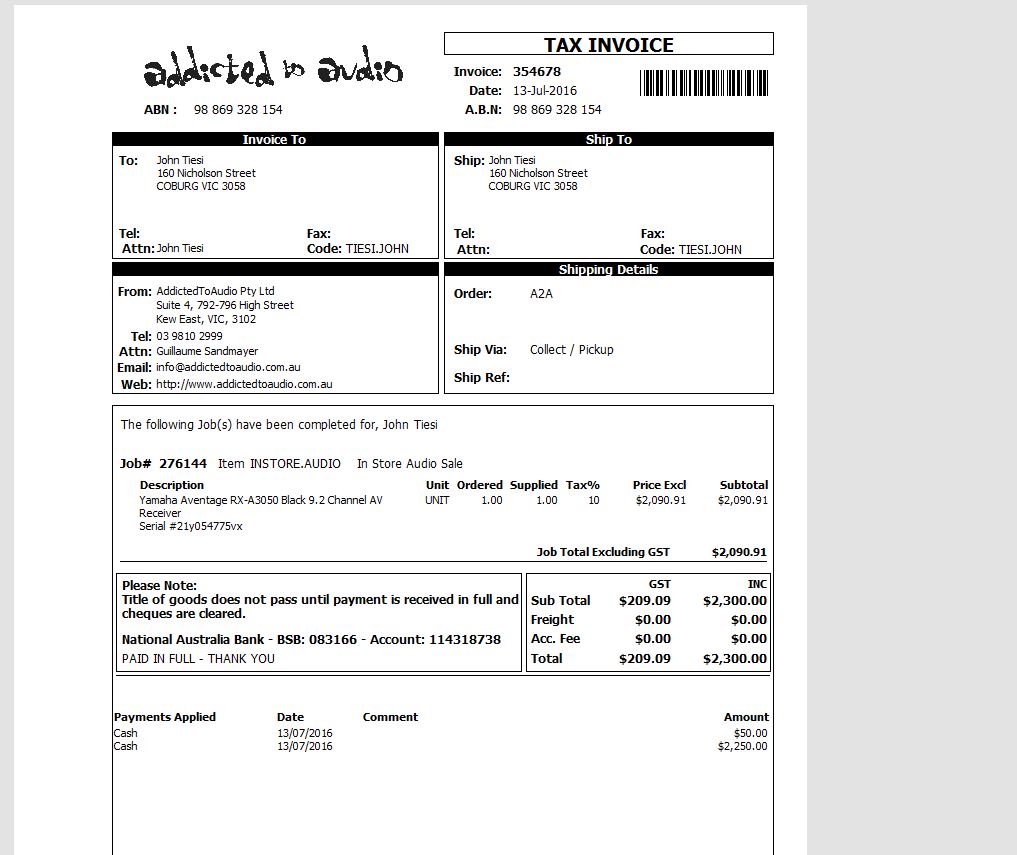 addicted to audio
ABN : 98 869 328 154
TAX INVOICE
Invoice: 354678
Date: 13-Jul-2016
A.B.N: 98 869 328 154
Invoice To
To: John Tiesi
160 Nicholson Street
COBURG VIC 3058
Tel: Fax:
Attn: John Tiesi Code: TIESI.JOHN
Ship To
Ship: John Tiesi
160 Nicholson Street
COBURG VIC 3058
Tel: Fax:
Attn: Code: TIESI.JOHN
From: AddictedToAudio Pty Ltd
Suite 4, 792-796 High Street
Kew East, VIC, 3102
Tel: 03 9810 2999
Attn: Guillaume Sandmayer
Email: info@addictedtoaudio.com.au
Web: http://www.addictedtoaudio.com.au
Shipping Details
Order: A2A
Ship Via: Collect / Pickup
Ship Ref:
The following Job(s) have been completed for, John Tiesi
Job# 276144 Item INSTORE.AUDIO In Store Audio Sale
Description Unit Ordered Supplied Tax% Price Excl Subtotal
Yamaha Aventage RX-A3050 Black 9.2 Channel AV UNIT 1.00 1.00 10 $2,090.91 $2,090.91
Receiver
Serial #21y054775vx
Job Total Excluding GST $2,090.91
Please Note:
Title of goods does not pass until payment is received in full and
cheques are cleared.
National Australia Bank - BSB: 083166 - Account: 114318738
PAID IN FULL - THANK YOU
GST INC
Sub Total $209.09 $2,300.00
Freight $0.00 $0.00
Acc. Fee $0.00 $0.00
Total $209.09 $2,300.00
Payments Applied Date Comment Amount
Cash 13/07/2016 $50.00
Cash 13/07/2016 $2,250.00